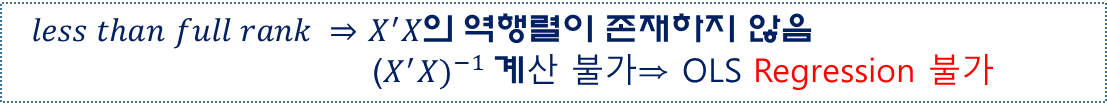 less than full rank ⇒ X′X의 역행렬이 존재하지 않음
(X′X)⁻¹ 계산 불가⇒ OLS Regression 불가